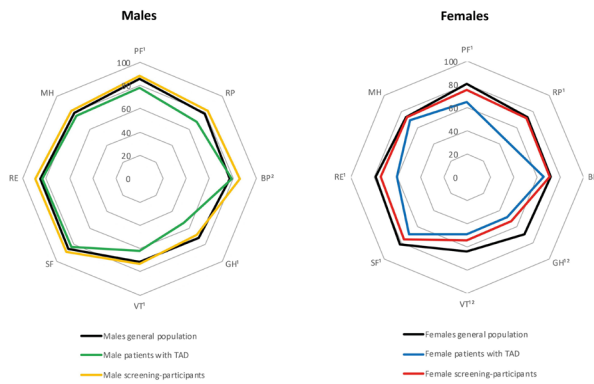 Males
PF¹
100
80
60
40
20
0
MH
RP
RE
BP²
SF
GH¹
VT¹
Males general population
Male patients with TAD
Male screening-participants
Females
PF¹
100
80
60
40
20
0
MH
RP¹
RE¹
SF¹
GH¹²
VT¹²
Females general population
Female patients with TAD
Female screening-participants